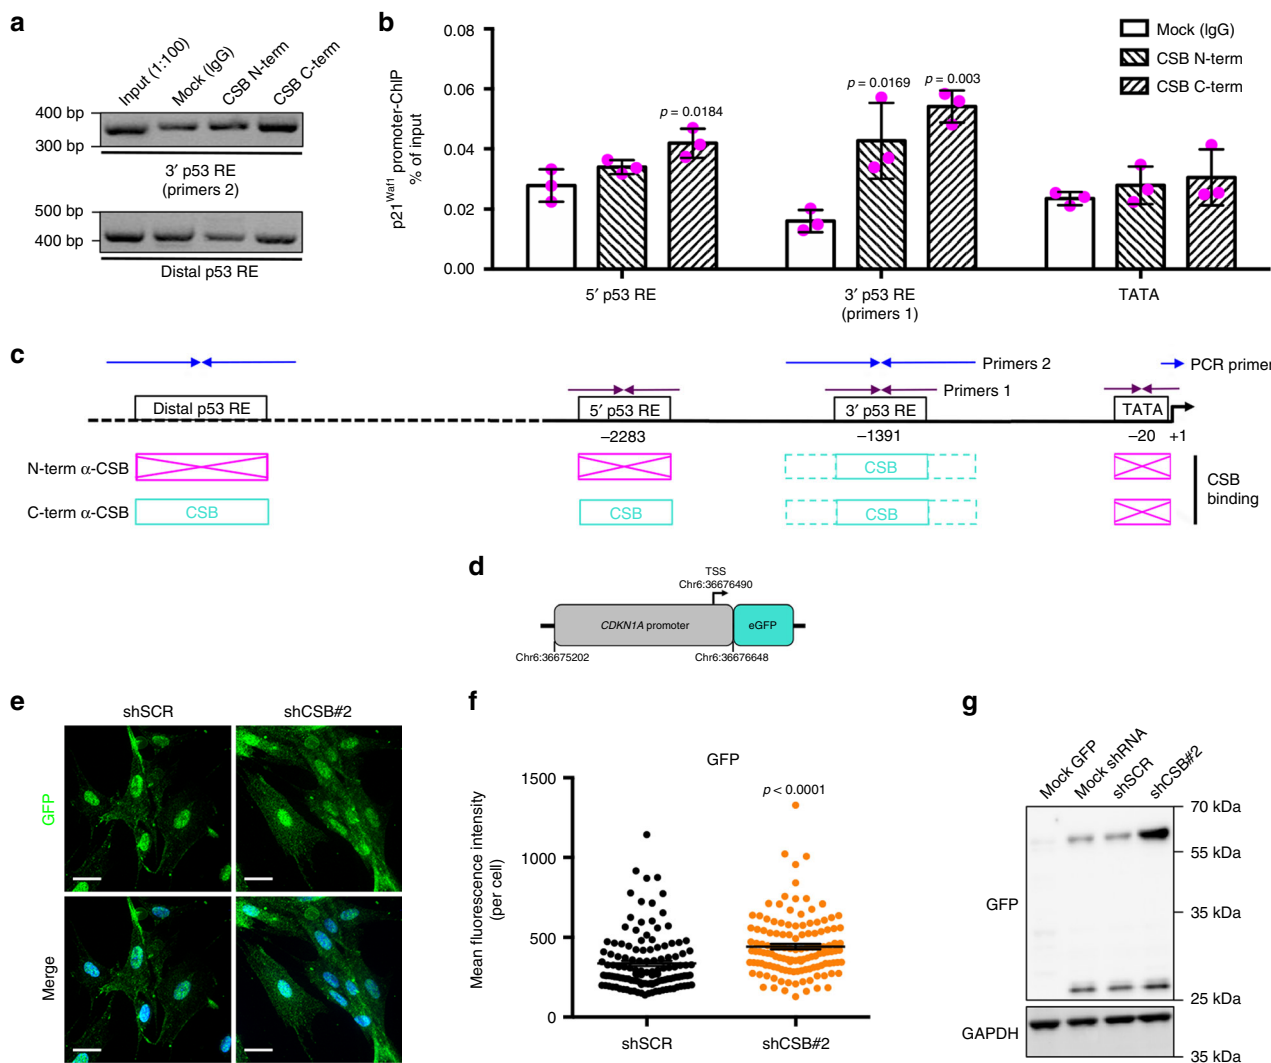 a
Input (1:100)
Mock (IgG)
CSB N-term
CSB C-term
400 bp
300 bp
3′ p53 RE
(primers 2)
500 bp
400 bp
Distal p53 RE
b
p21Waf1 promoter-ChIP
% of input
0.08
0.06
0.04
0.02
0.00
p = 0.0184
p = 0.0169
p = 0.003
Mock (IgG)
CSB N-term
CSB C-term
5′ p53 RE
3′ p53 RE
(primers 1)
TATA
c
Primers 2
PCR primer
Primers 1
Distal p53 RE
5′ p53 RE
3′ p53 RE
TATA
−2283
−1391
−20
+1
N-term α-CSB
CSB
C-term α-CSB
CSB
CSB
CSB
CSB
binding
d
TSS
Chr6:36676490
CDKN1A promoter
eGFP
Chr6:36675202
Chr6:36676648
e
shSCR
shCSB#2
GFP
Merge
f
GFP
Mean fluorescence intensity
(per cell)
1500
1000
500
0
p < 0.0001
shSCR
shCSB#2
g
Mock GFP
Mock shRNA
shSCR
shCSB#2
70 kDa
55 kDa
35 kDa
GFP
25 kDa
GAPDH
35 kDa